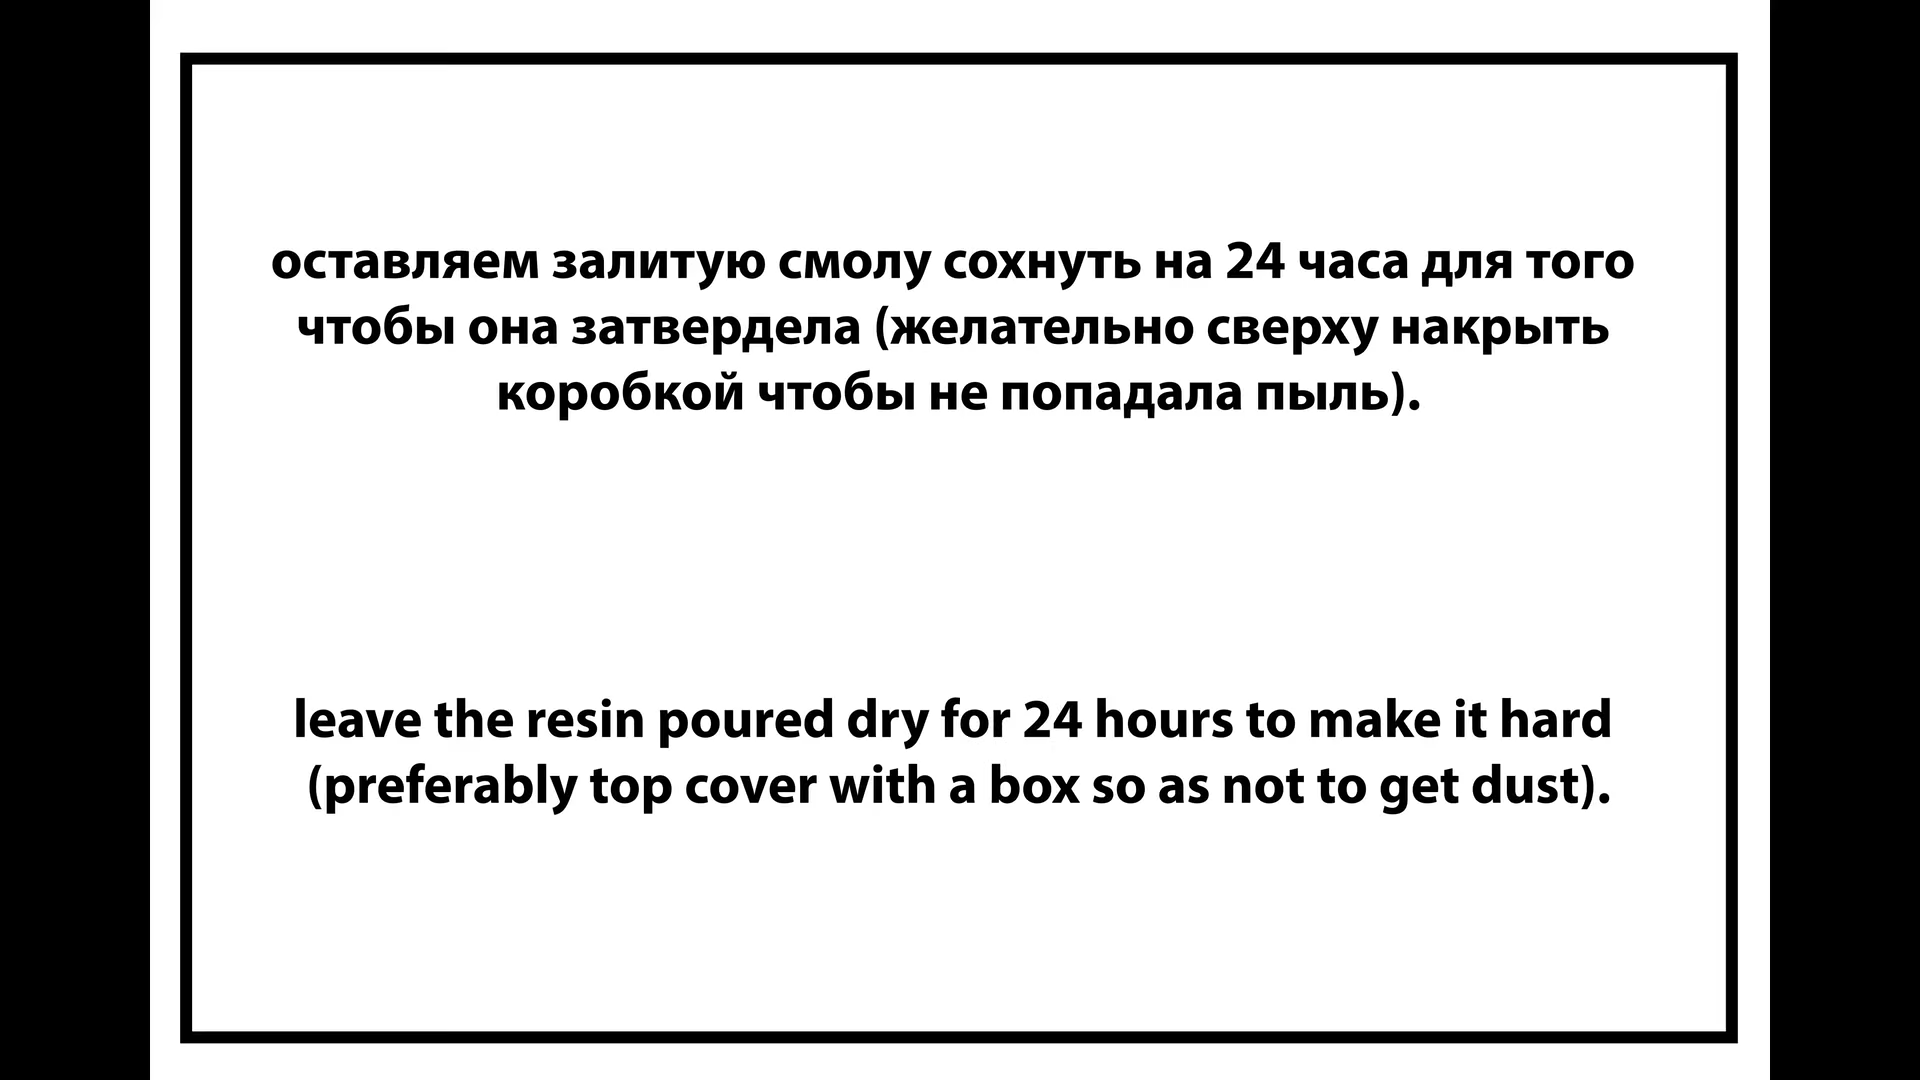 оставляем залитую смолу сохнуть на 24 часа для того
чтобы она затвердела (желательно сверху накрыть
коробкой чтобы не попадала пыль).
leave the resin poured dry for 24 hours to make it hard
(preferably top cover with a box so as not to get dust).